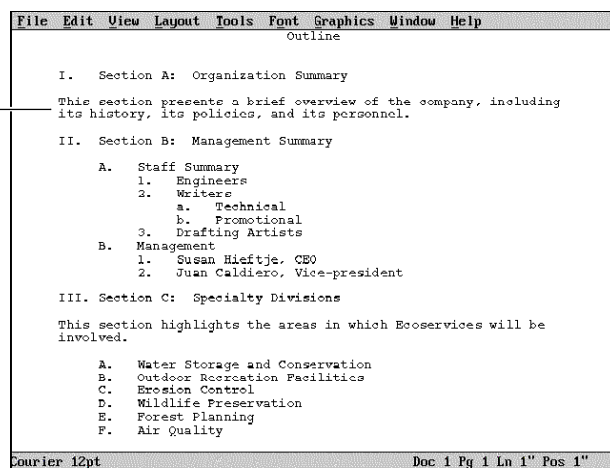 File Edit View Layout Tools Font Graphics Window Help
Outline
I. Section A: Organization Summary
This section presents a brief overview of the company, including
its history, its policies, and its personnel.
II. Section B: Management Summary
A. Staff Summary
1. Engineers
2. Writers
a. Technical
b. Promotional
3. Drafting Artists
B. Management
1. Susan Hieftje, CEO
2. Juan Caldiero, Vice-president
III. Section C: Specialty Divisions
This section highlights the areas in which Ecoservices will be
involved.
A. Water Storage and Conservation
B. Outdoor Recreation Facilities
C. Erosion Control
D. Wildlife Preservation
E. Forest Planning
F. Air Quality
Courier 12pt Doc 1 Pg 1 Ln 1" Pos 1"